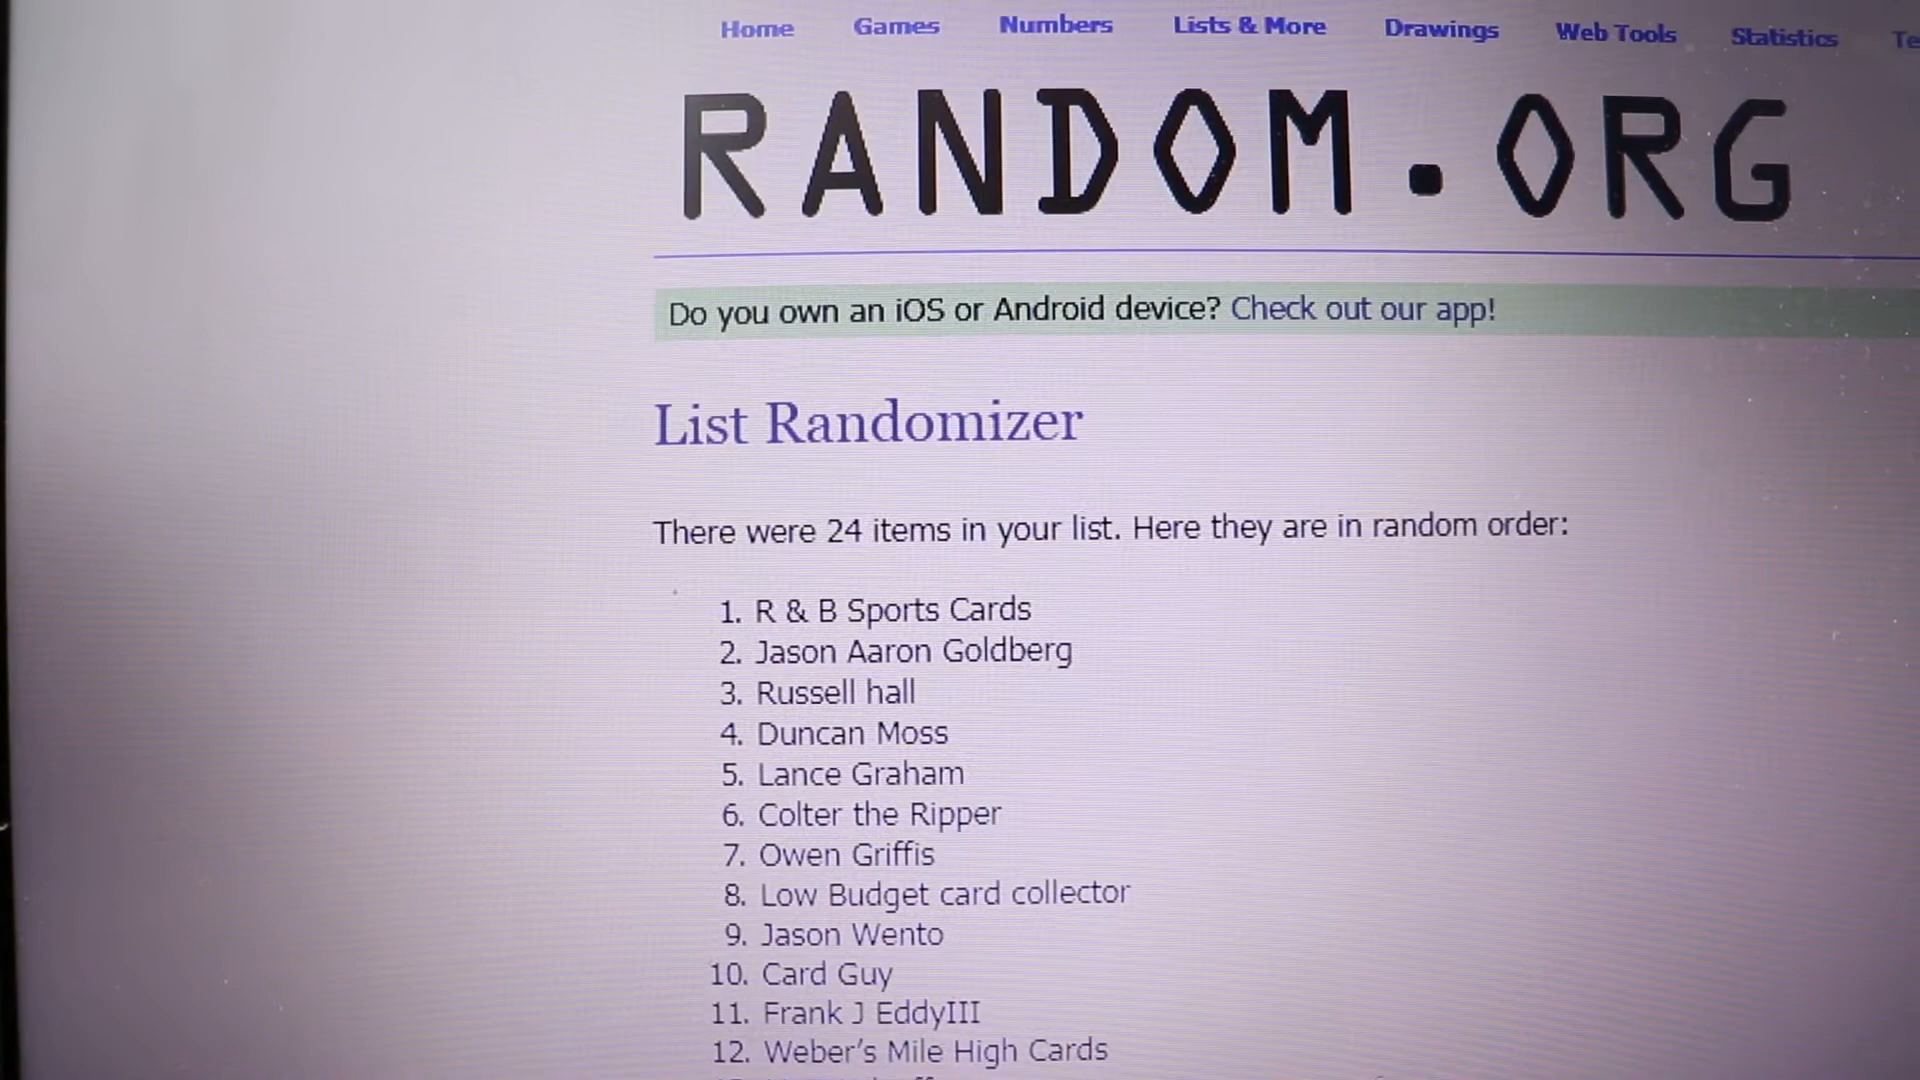 Home Games Numbers Lists & More Drawings Web Tools Statistics
RANDOM.ORG
Do you own an iOS or Android device? Check out our app!
List Randomizer
There were 24 items in your list. Here they are in random order:
1. R & B Sports Cards
2. Jason Aaron Goldberg
3. Russell hall
4. Duncan Moss
5. Lance Graham
6. Colter the Ripper
7. Owen Griffis
8. Low Budget card collector
9. Jason Wento
10. Card Guy
11. Frank J EddyIII
12. Weber's Mile High Cards